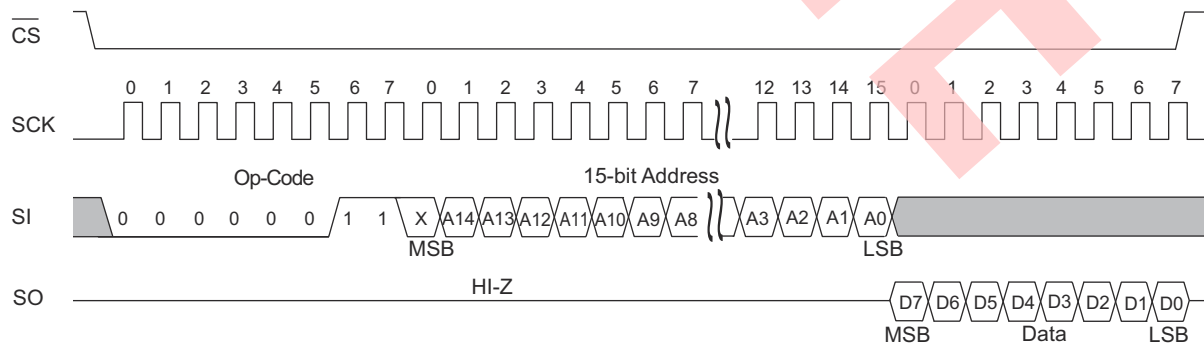 CS
0 1 2 3 4 5 6 7 0 1 2 3 4 5 6 7 12 13 14 15 0 1 2 3 4 5 6 7
SCK
Op-Code 15-bit Address
SI 0 0 0 0 0 0 1 1 X A14 A13 A12 A11 A10 A9 A8 A3 A2 A1 A0
MSB LSB
HI-Z
SO D7 D6 D5 D4 D3 D2 D1 D0
MSB Data LSB